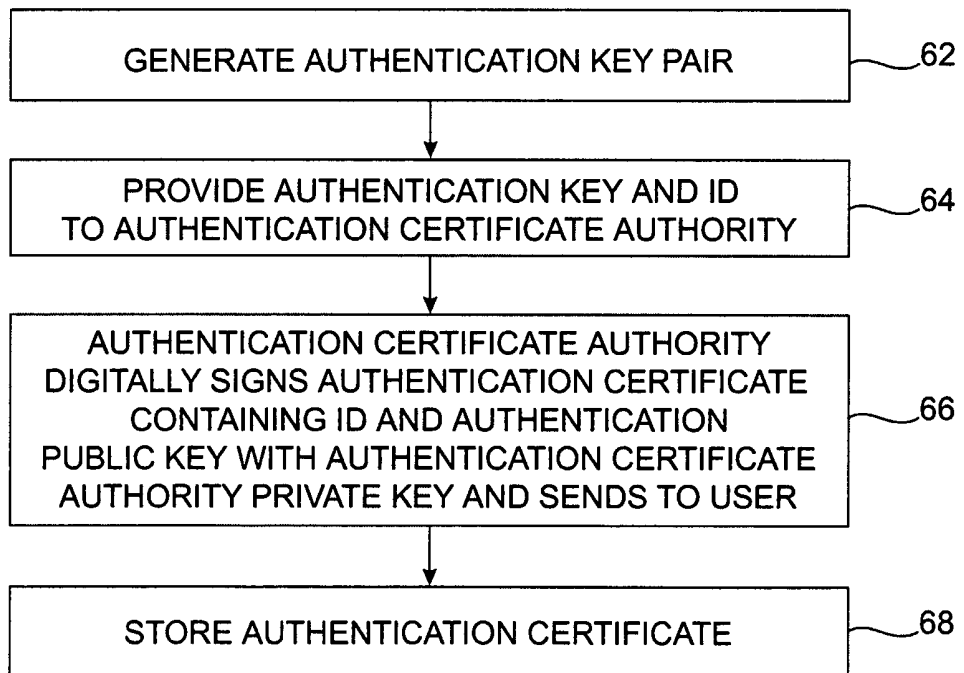 GENERATE AUTHENTICATION KEY PAIR
62
PROVIDE AUTHENTICATION KEY AND ID
TO AUTHENTICATION CERTIFICATE AUTHORITY
64
AUTHENTICATION CERTIFICATE AUTHORITY
DIGITALLY SIGNS AUTHENTICATION CERTIFICATE
CONTAINING ID AND AUTHENTICATION
PUBLIC KEY WITH AUTHENTICATION CERTIFICATE
AUTHORITY PRIVATE KEY AND SENDS TO USER
66
STORE AUTHENTICATION CERTIFICATE
68